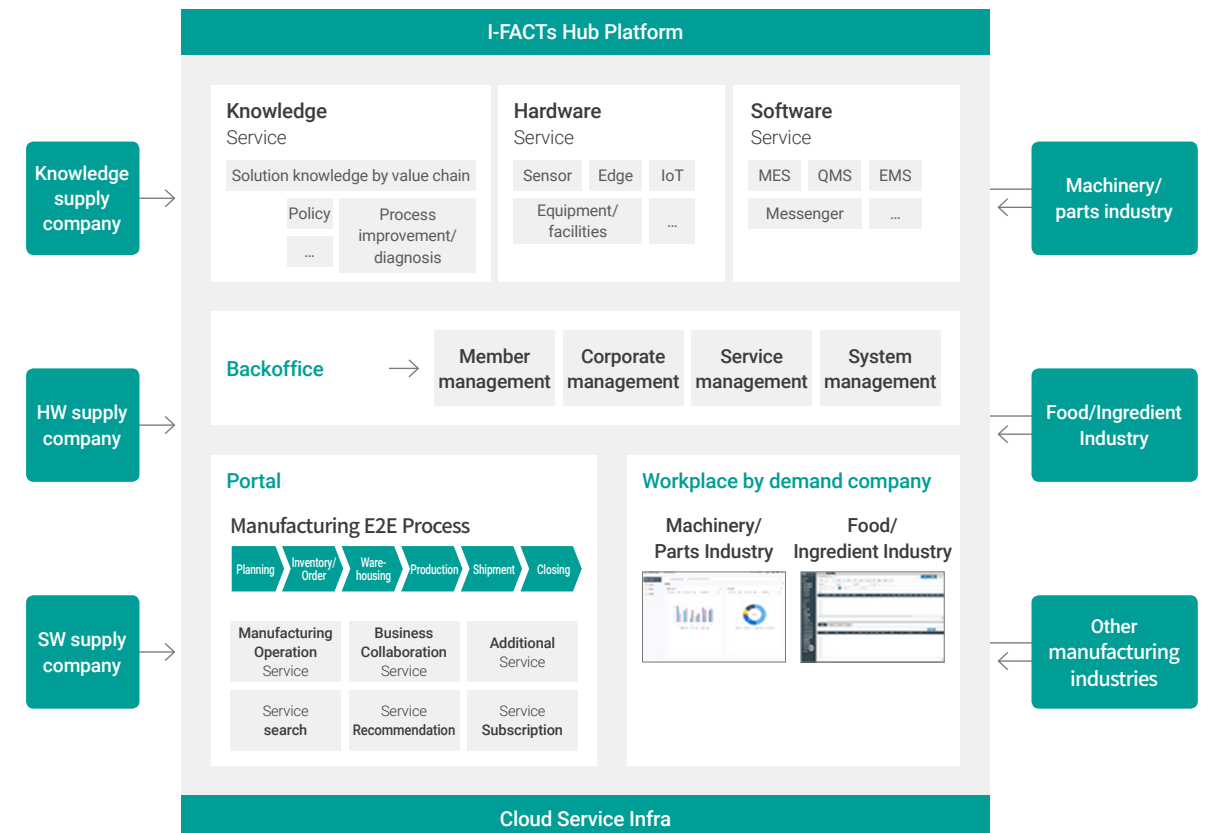 I-FACTs Hub Platform
Knowledge
supply
company
HW supply
company
SW supply
company
Knowledge
Service
Solution knowledge by value chain
Policy
...
Process
improvement/
diagnosis
Hardware
Service
Sensor
Edge
IoT
Equipment/
facilities
...
Software
Service
MES
QMS
EMS
Messenger
...
Backoffice
Member
management
Corporate
management
Service
management
System
management
Portal
Manufacturing E2E Process
Planning
Inventory/
Order
Ware-
housing
Production
Shipment
Closing
Manufacturing
Operation
Service
Business
Collaboration
Service
Additional
Service
Service
search
Service
Recommendation
Service
Subscription
Workplace by demand company
Machinery/
Parts Industry
Food/
Ingredient Industry
Machinery/
parts industry
Food/Ingredient
Industry
Other
manufacturing
industries
Cloud Service Infra